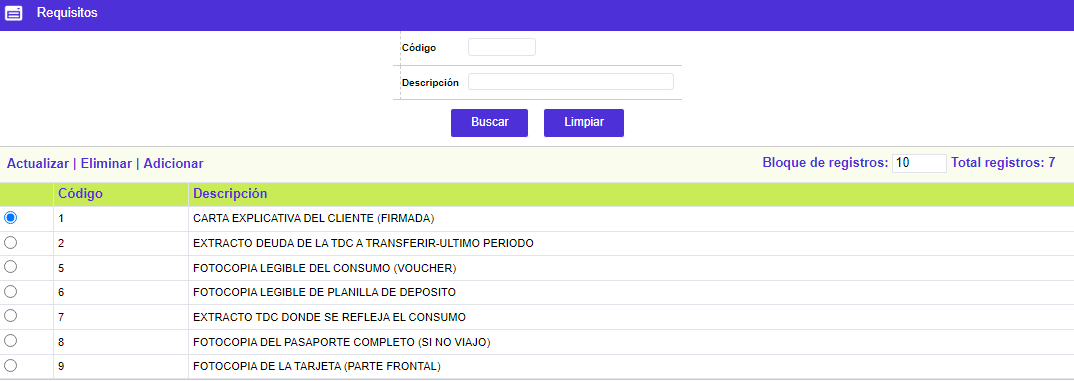 Requisitos
Código
Descripción
Buscar Limpiar
Actualizar | Eliminar | Adicionar Bloque de registros: 10 Total registros: 7
Código Descripción
1 CARTA EXPLICATIVA DEL CLIENTE (FIRMADA)
2 EXTRACTO DEUDA DE LA TDC A TRANSFERIR-ULTIMO PERIODO
5 FOTOCOPIA LEGIBLE DEL CONSUMO (VOUCHER)
6 FOTOCOPIA LEGIBLE DE PLANILLA DE DEPOSITO
7 EXTRACTO TDC DONDE SE REFLEJA EL CONSUMO
8 FOTOCOPIA DEL PASAPORTE COMPLETO (SI NO VIAJO)
9 FOTOCOPIA DE LA TARJETA (PARTE FRONTAL)